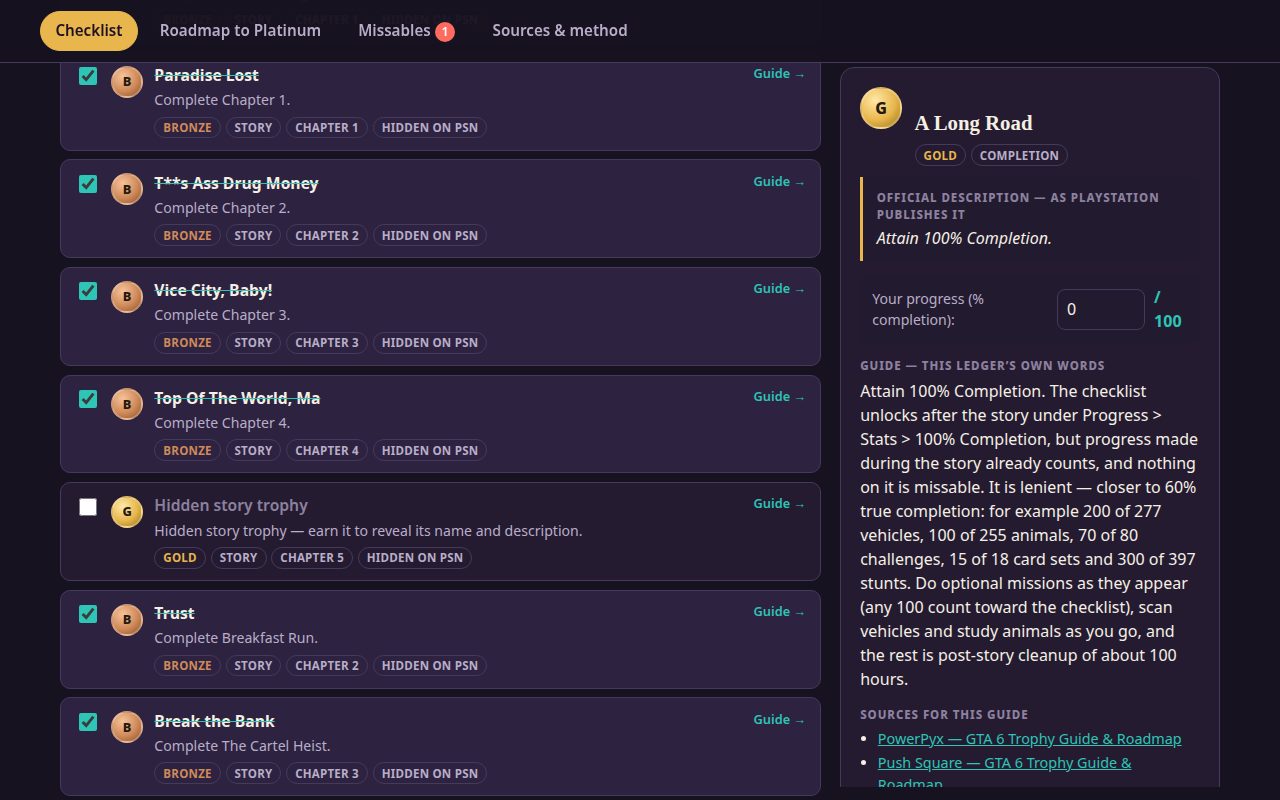 Checklist
Roadmap to Platinum
Missables 1
Sources & method
Paradise Lost
Guide →
Complete Chapter 1.
BRONZE STORY CHAPTER 1 HIDDEN ON PSN
B
T**s Ass Drug Money
Guide →
Complete Chapter 2.
BRONZE STORY CHAPTER 2 HIDDEN ON PSN
B
Vice City, Baby!
Guide →
Complete Chapter 3.
BRONZE STORY CHAPTER 3 HIDDEN ON PSN
B
Top Of The World, Ma
Guide →
Complete Chapter 4.
BRONZE STORY CHAPTER 4 HIDDEN ON PSN
B
Hidden story trophy
Guide →
Hidden story trophy — earn it to reveal its name and description.
GOLD STORY CHAPTER 5 HIDDEN ON PSN
G
Trust
Guide →
Complete Breakfast Run.
BRONZE STORY CHAPTER 2 HIDDEN ON PSN
B
Break the Bank
Guide →
Complete The Cartel Heist.
BRONZE STORY CHAPTER 3 HIDDEN ON PSN
B
G
A Long Road
GOLD COMPLETION
OFFICIAL DESCRIPTION — AS PLAYSTATION
PUBLISHES IT
Attain 100% Completion.
Your progress (%
completion):
0
/
100
GUIDE — THIS LEDGER'S OWN WORDS
Attain 100% Completion. The checklist
unlocks after the story under Progress >
Stats > 100% Completion, but progress made
during the story already counts, and nothing
on it is missable. It is lenient — closer to 60%
true completion: for example 200 of 277
vehicles, 100 of 255 animals, 70 of 80
challenges, 15 of 18 card sets and 300 of 397
stunts. Do optional missions as they appear
(any 100 count toward the checklist), scan
vehicles and study animals as you go, and
the rest is post-story cleanup of about 100
hours.
SOURCES FOR THIS GUIDE
PowerPyx — GTA 6 Trophy Guide & Roadmap
Push Square — GTA 6 Trophy Guide &
Roadmap